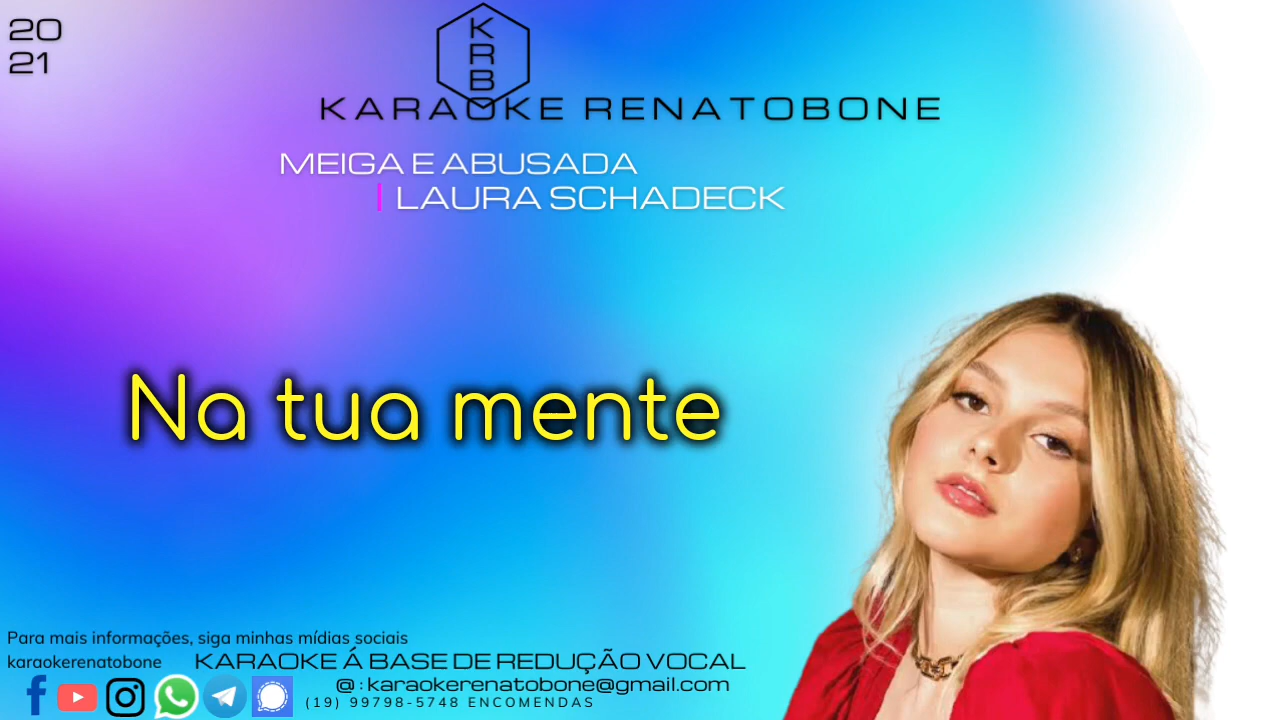 20
21
K
R
B
KARAOKE RENATOBONE
MEIGA E ABUSADA
| LAURA SCHADECK
Na tua mente
Para mais informações, siga minhas mídias sociais
karaokerenatobone
KARAOKE Á BASE DE REDUÇÃO VOCAL
@ : karaokerenatobone@gmail.com
(19) 99798-5748 ENCOMENDAS